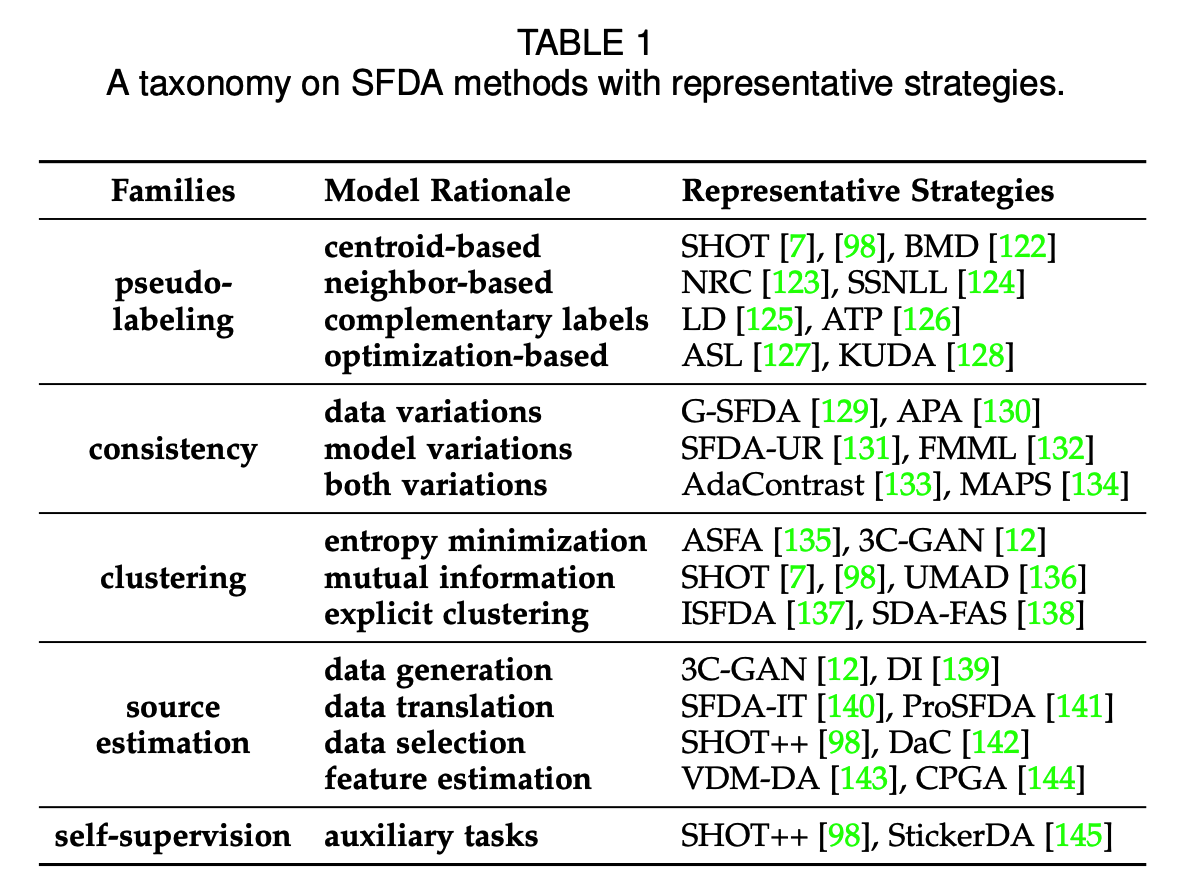 TABLE 1
A taxonomy on SFDA methods with representative strategies.
Families Model Rationale Representative Strategies
pseudo-
labeling
centroid-based SHOT [7], [98], BMD [122]
neighbor-based NRC [123], SSNLL [124]
complementary labels LD [125], ATP [126]
optimization-based ASL [127], KUDA [128]
consistency
data variations G-SFDA [129], APA [130]
model variations SFDA-UR [131], FMML [132]
both variations AdaContrast [133], MAPS [134]
clustering
entropy minimization ASFA [135], 3C-GAN [12]
mutual information SHOT [7], [98], UMAD [136]
explicit clustering ISFDA [137], SDA-FAS [138]
source
estimation
data generation 3C-GAN [12], DI [139]
data translation SFDA-IT [140], ProSFDA [141]
data selection SHOT++ [98], DaC [142]
feature estimation VDM-DA [143], CPGA [144]
self-supervision auxiliary tasks SHOT++ [98], StickerDA [145]